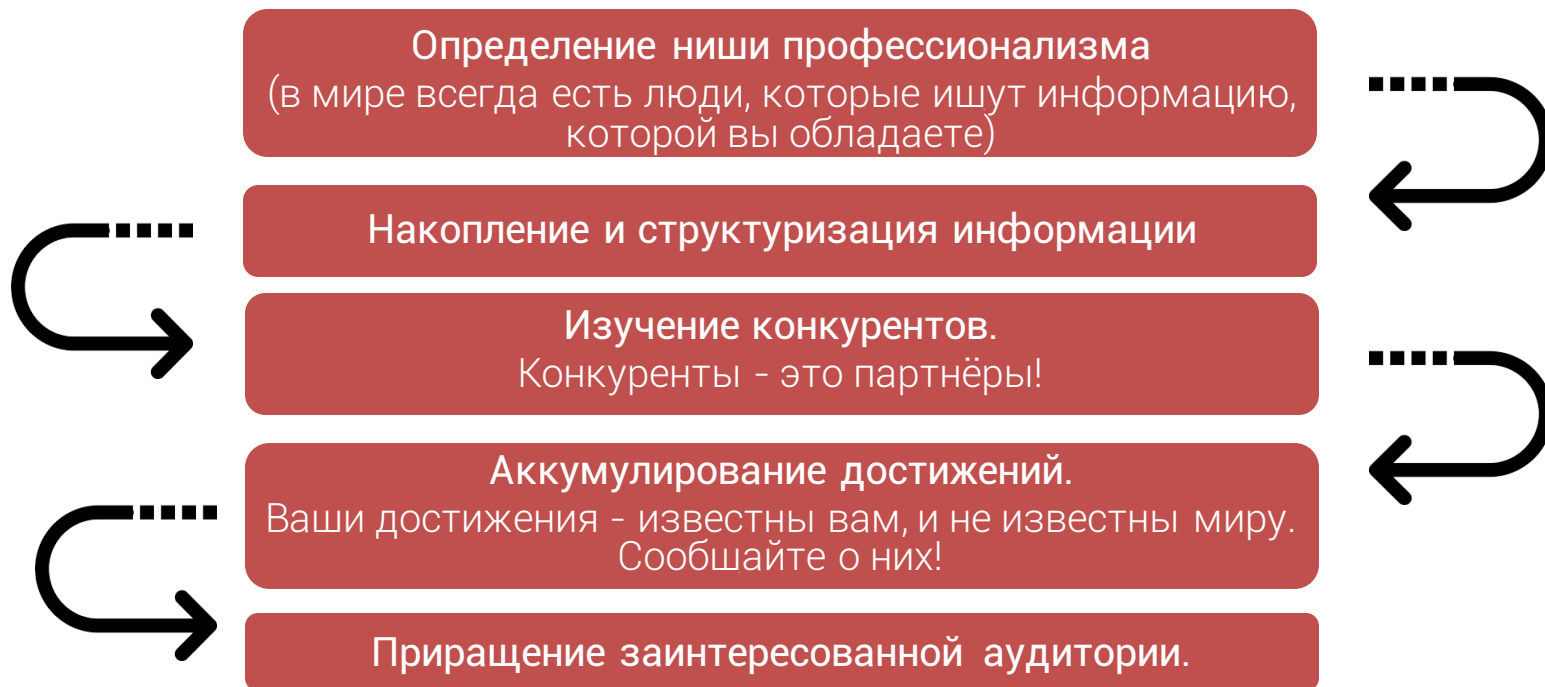 Определение ниши профессионализма
(в мире всегда есть люди, которые ищут информацию,
которой вы обладаете)
Накопление и структуризация информации
Изучение конкурентов.
Конкуренты - это партнёры!
Аккумулирование достижений.
Ваши достижения - известны вам, и не известны миру.
Сообшайте о них!
Приращение заинтересованной аудитории.